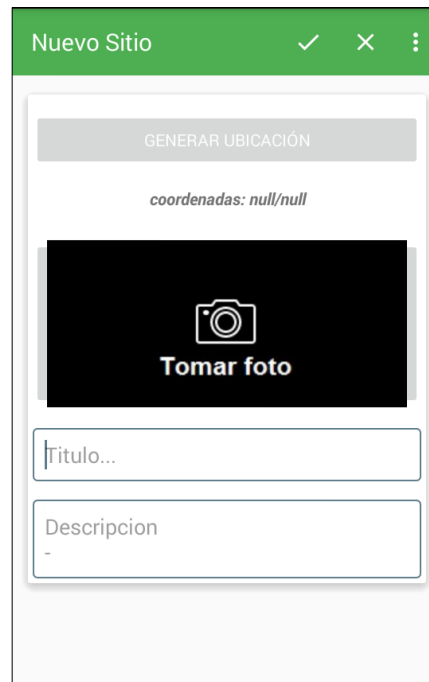 Nuevo Sitio
GENERAR UBICACIÓN
coordenadas: null/null
Tomar foto
Titulo...
Descripcion
-